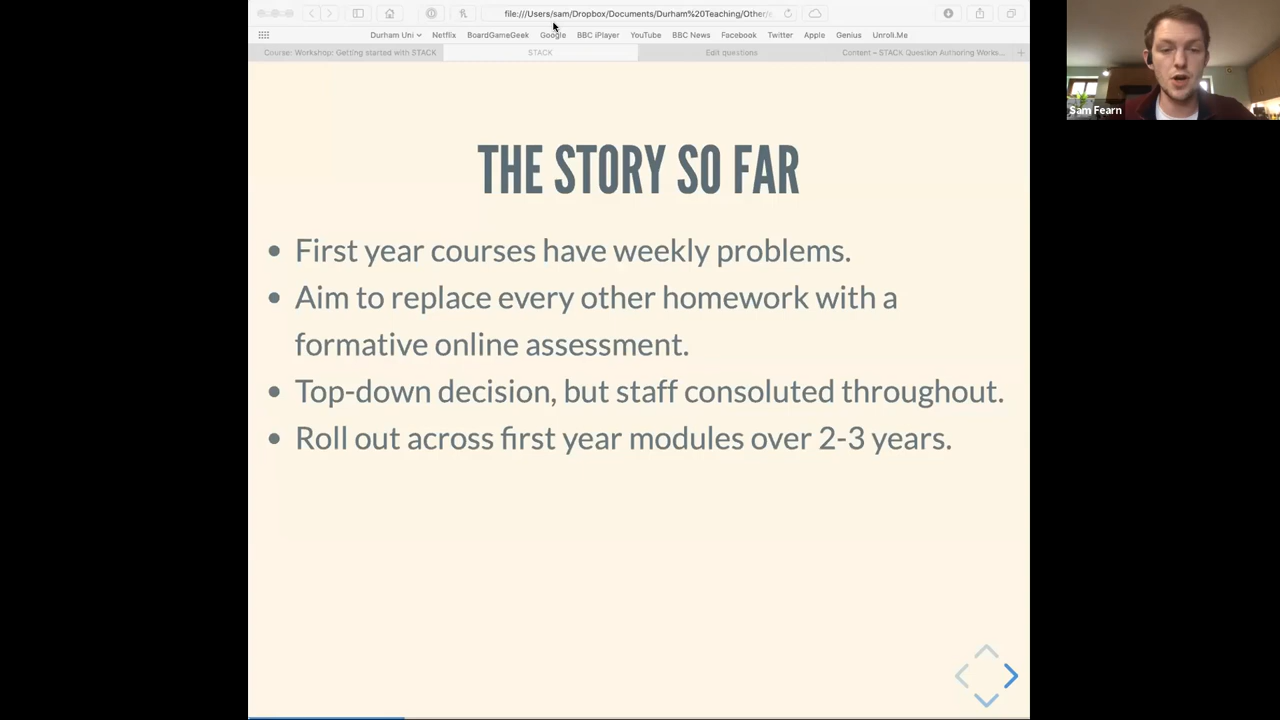 file:///Users/sam/Dropbox/Documents/Durham%20Teaching/Other/
Durham Uni Netflix BoardGameGeek Google BBC iPlayer YouTube BBC News Facebook Twitter Apple Genius Unroll.Me
Course: Workshop: Getting started with STACK STACK Edit questions Content – STACK Question Authoring Works...
Sam Fearn
THE STORY SO FAR
• First year courses have weekly problems.
• Aim to replace every other homework with a
formative online assessment.
• Top-down decision, but staff consoluted throughout.
• Roll out across first year modules over 2-3 years.